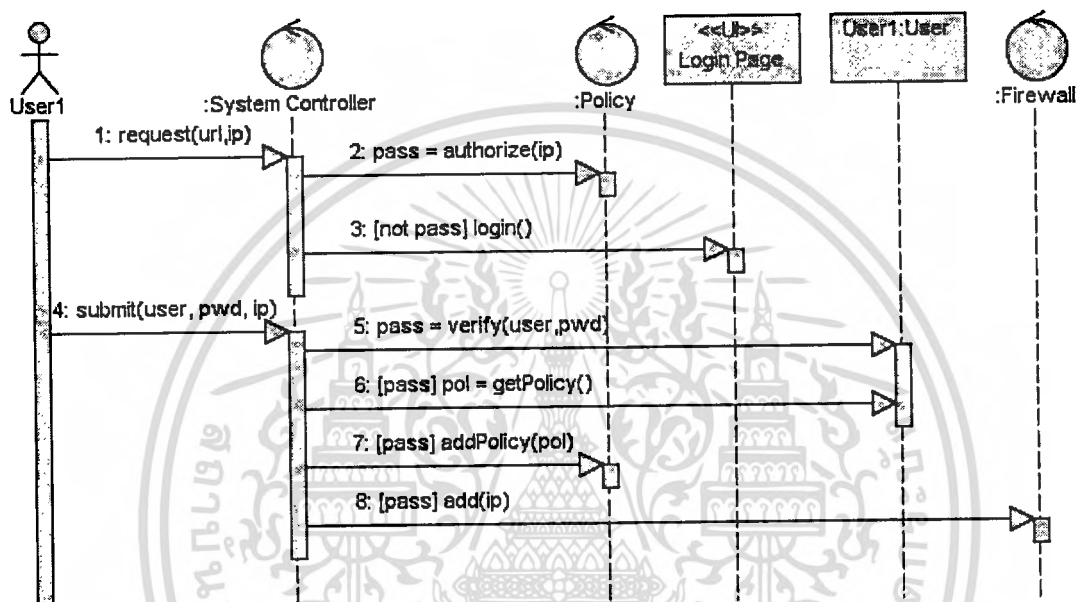 <<UI>>
User1:User
Login Page
User1
:System Controller
:Policy
:Firewall
1: request(url,ip)
2: pass = authorize(ip)
3: [not pass] login()
4: submit(user, pwd, ip)
5: pass = verify(user,pwd)
6: [pass] pol = getPolicy()
7: [pass] addPolicy(pol)
8: [pass] add(ip)